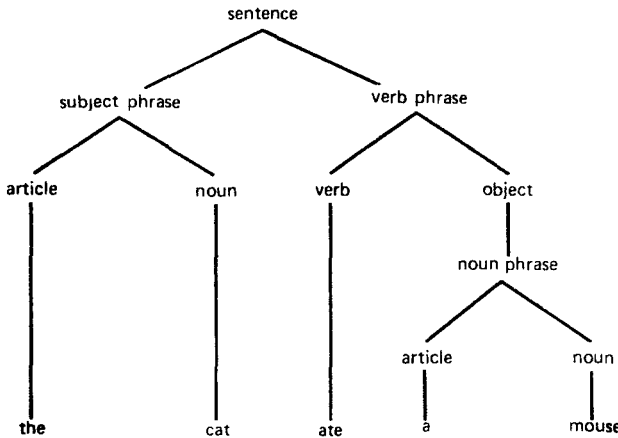 sentence
subject phrase verb phrase
article noun verb object
noun phrase
article noun
the cat ate a mouse